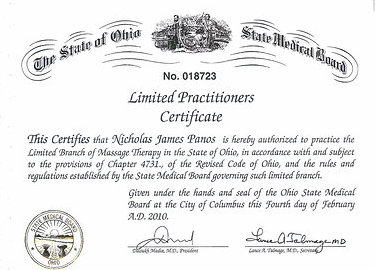 The State of Ohio State Medical Board
No. 018723
Limited Practitioners
Certificate
This Certifies that Nicholas James Panos is hereby authorized to practice the
Limited Branch of Massage Therapy in the State of Ohio, in accordance with and subject
to the provisions of Chapter 4731., of the Revised Code of Ohio, and the rules and
regulations established by the State Medical Board governing such limited branch.
Given under the hands and seal of the Ohio State Medical
Board at the City of Columbus this Fourth day of February
A.D. 2010.
Lance A. Talmage, MD
Dalsukh Madia, M.D., President Lance A. Talmage, M.D., Secretary
STATE MEDICAL BOARD
OHIO